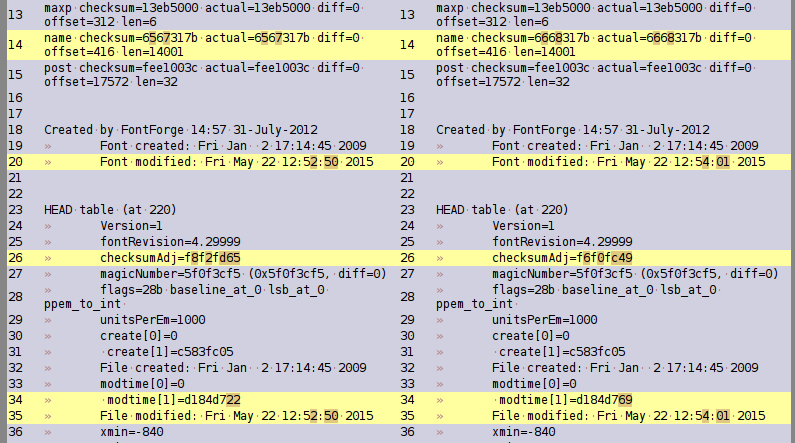 13 maxp checksum=13eb5000 actual=13eb5000 diff=0
offset=312 len=6
14 name checksum=6567317b actual=6567317b diff=0
offset=416 len=14001
15 post checksum=fee1003c actual=fee1003c diff=0
offset=17572 len=32
16
17
18 Created by FontForge 14:57 31-July-2012
19 » Font created: Fri Jan  2 17:14:45 2009
20 » Font modified: Fri May 22 12:52:50 2015
21
22
23 HEAD table (at 220)
24 » Version=1
25 » fontRevision=4.29999
26 » checksumAdj=f8f2fd65
27 » magicNumber=5f0f3cf5 (0x5f0f3cf5, diff=0)
28 » flags=28b baseline_at_0 lsb_at_0
ppem_to_int
29 » unitsPerEm=1000
30 » create[0]=0
31 » create[1]=c583fc05
32 » File created: Fri Jan  2 17:14:45 2009
33 » modtime[0]=0
34 » modtime[1]=d184d722
35 » File modified: Fri May 22 12:52:50 2015
36 » xmin=-840
13 maxp checksum=13eb5000 actual=13eb5000 diff=0
offset=312 len=6
14 name checksum=6668317b actual=6668317b diff=0
offset=416 len=14001
15 post checksum=fee1003c actual=fee1003c diff=0
offset=17572 len=32
16
17
18 Created by FontForge 14:57 31-July-2012
19 » Font created: Fri Jan  2 17:14:45 2009
20 » Font modified: Fri May 22 12:54:01 2015
21
22
23 HEAD table (at 220)
24 » Version=1
25 » fontRevision=4.29999
26 » checksumAdj=f6f0fc49
27 » magicNumber=5f0f3cf5 (0x5f0f3cf5, diff=0)
28 » flags=28b baseline_at_0 lsb_at_0
ppem_to_int
29 » unitsPerEm=1000
30 » create[0]=0
31 » create[1]=c583fc05
32 » File created: Fri Jan  2 17:14:45 2009
33 » modtime[0]=0
34 » modtime[1]=d184d769
35 » File modified: Fri May 22 12:54:01 2015
36 » xmin=-840